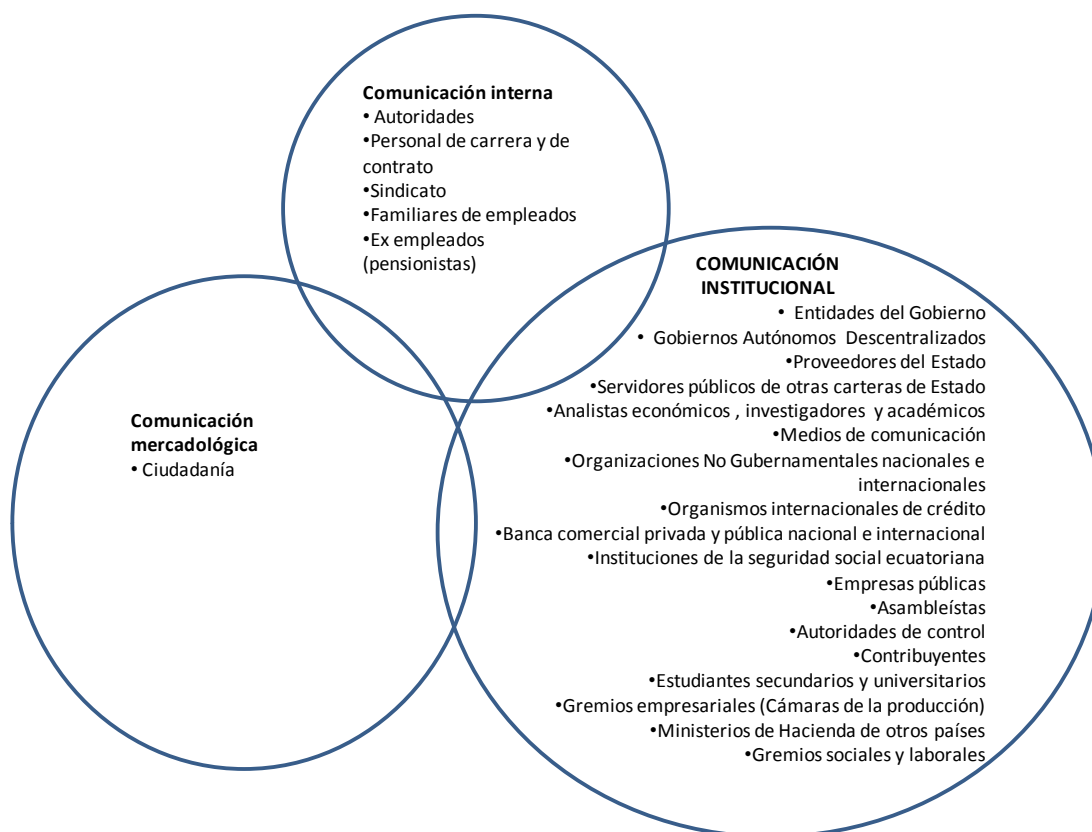 Comunicación interna
• Autoridades
•Personal de carrera y de
contrato
•Sindicato
•Familiares de empleados
•Ex empleados
(pensionistas)
COMUNICACIÓN
INSTITUCIONAL
• Entidades del Gobierno
• Gobiernos Autónomos Descentralizados
•Proveedores del Estado
•Servidores públicos de otras carteras de Estado
•Analistas económicos , investigadores y académicos
•Medios de comunicación
•Organizaciones No Gubernamentales nacionales e
internacionales
•Organismos internacionales de crédito
•Banca comercial privada y pública nacional e internacional
•Instituciones de la seguridad social ecuatoriana
•Empresas públicas
•Asambleístas
•Autoridades de control
•Contribuyentes
•Estudiantes secundarios y universitarios
•Gremios empresariales (Cámaras de la producción)
•Ministerios de Hacienda de otros países
•Gremios sociales y laborales
Comunicación
mercadológica
• Ciudadanía